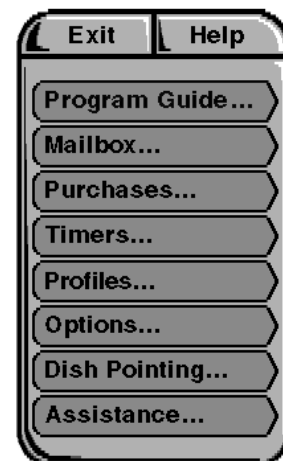 Exit Help
Program Guide...
Mailbox...
Purchases...
Timers...
Profiles...
Options...
Dish Pointing...
Assistance...